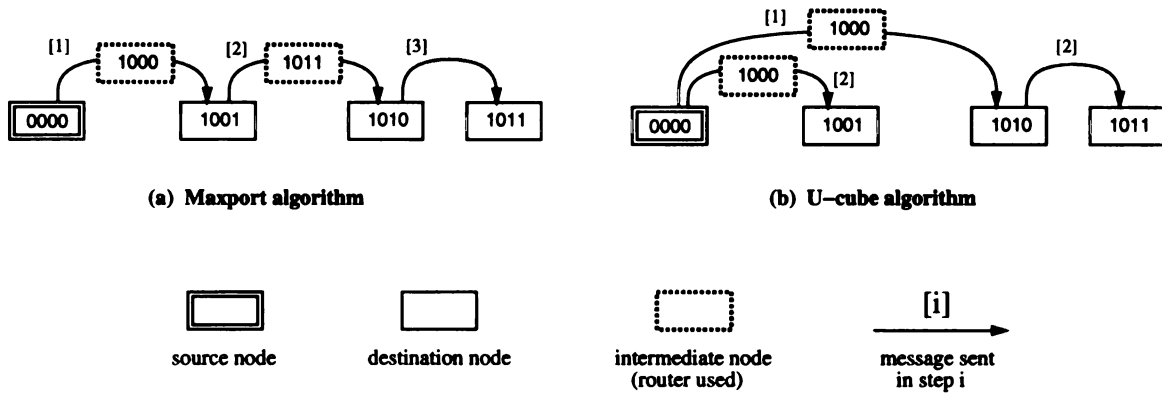 [1]
1000
[2]
1011
[3]
0000
1001
1010
1011
(a) Maxport algorithm
[1]
1000
1000
[2]
[2]
0000
1001
1010
1011
(b) U-cube algorithm
source node
destination node
intermediate node
(router used)
[i]
message sent
in step i